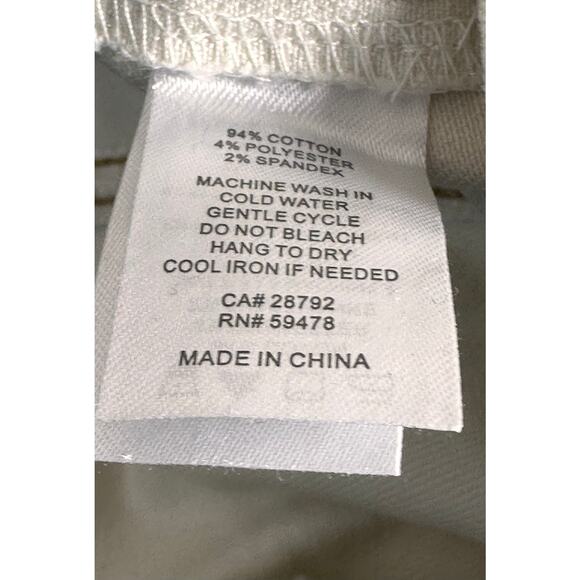 94% COTTON
4% POLYESTER
2% SPANDEX
MACHINE WASH IN
COLD WATER
GENTLE CYCLE
DO NOT BLEACH
HANG TO DRY
COOL IRON IF NEEDED
CA# 28792
RN# 59478
MADE IN CHINA